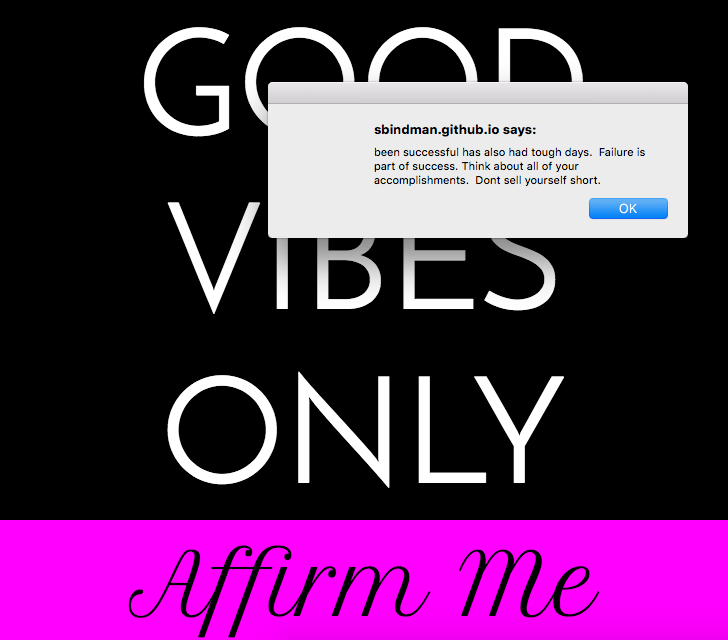 GOOD
sbindman.github.io says:
been successful has also had tough days.  Failure is
part of success. Think about all of your
accomplishments.  Dont sell yourself short.
OK
VIBES
ONLY
Affirm Me